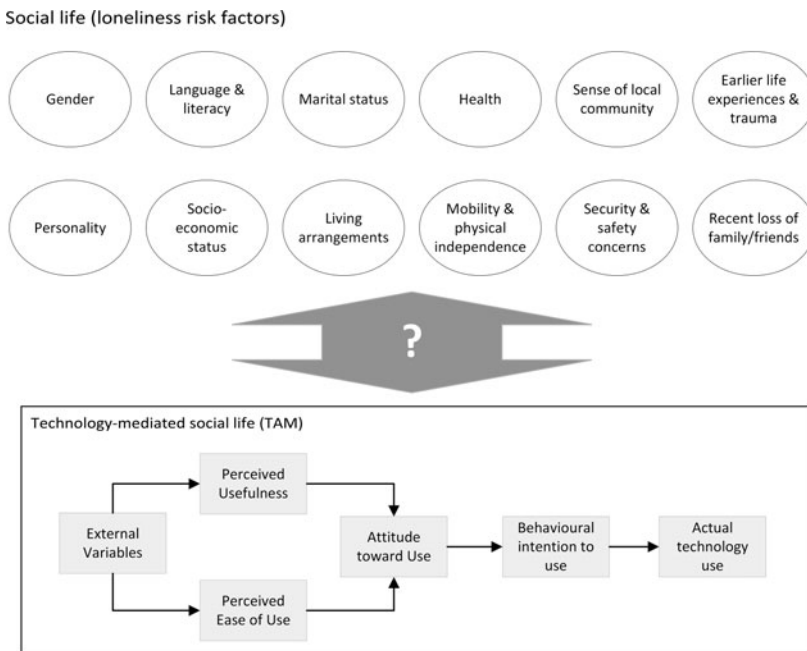 Social life (loneliness risk factors)
Gender
Language &
literacy
Marital status
Health
Sense of local
community
Earlier life
experiences &
trauma
Personality
Socio-
economic
status
Living
arrangements
Mobility &
physical
independence
Security &
safety
concerns
Recent loss of
family/friends
?
Technology-mediated social life (TAM)
External
Variables
Perceived
Usefulness
Perceived
Ease of Use
Attitude
toward Use
Behavioural
intention to
use
Actual
technology
use